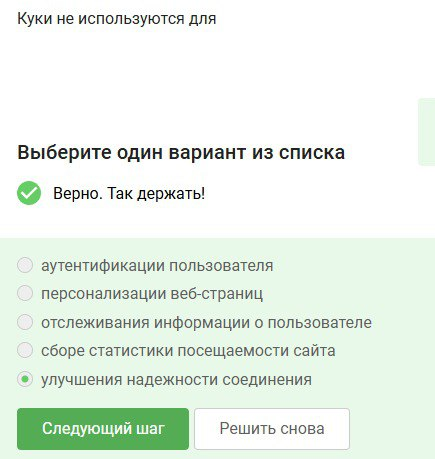 Куки не используются для
Выберите один вариант из списка
Верно. Так держать!
аутентификации пользователя
персонализации веб-страниц
отслеживания информации о пользователе
сборе статистики посещаемости сайта
улучшения надежности соединения
Следующий шаг
Решить снова